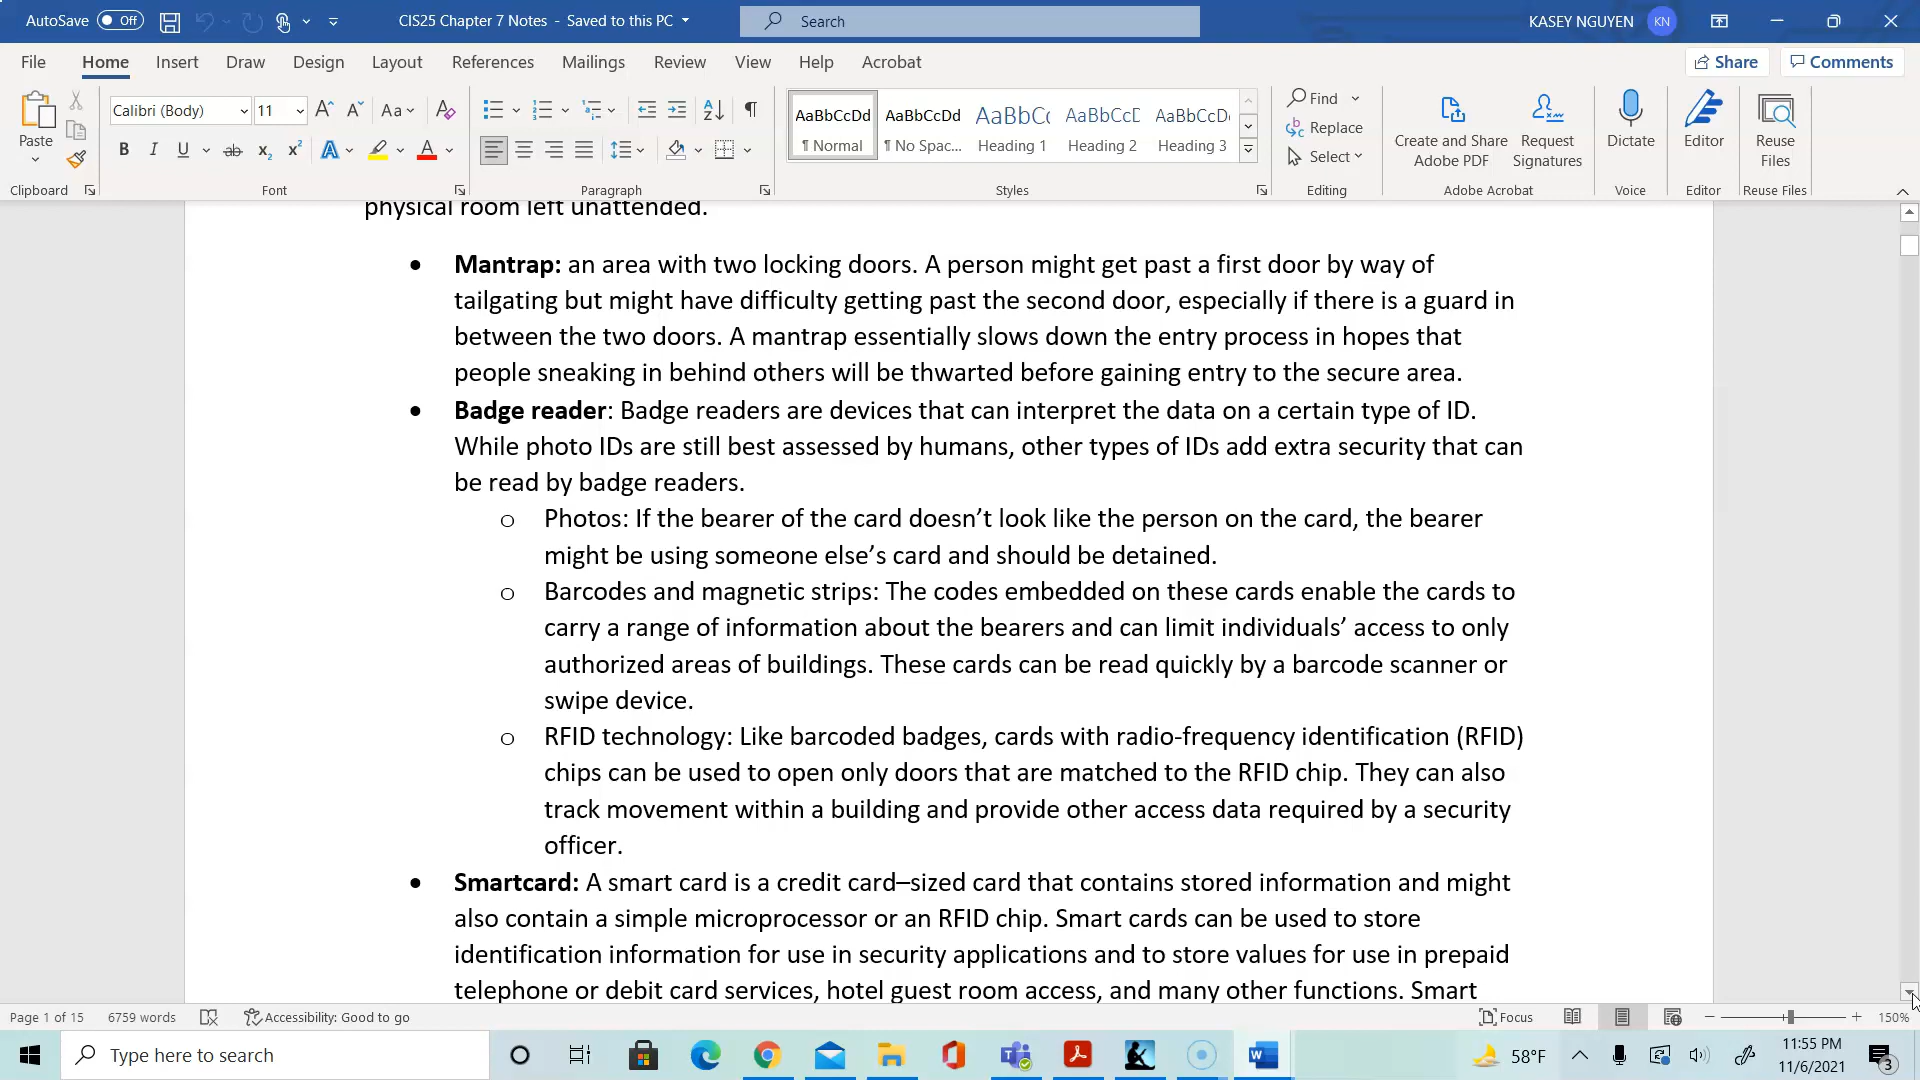 AutoSave Off CIS25 Chapter 7 Notes - Saved to this PC Search KASEY NGUYEN KN
File Home Insert Draw Design Layout References Mailings Review View Help Acrobat Share Comments
Paste Calibri (Body) 11 Aa AaBbCcDd AaBbCcDd AaBbCc AaBbCcD AaBbCcD Find
¶ Normal ¶ No Spac... Heading 1 Heading 2 Heading 3 Replace
Select Create and Share Adobe PDF Request Signatures Dictate Editor Reuse Files
Clipboard Font Paragraph Styles Editing Adobe Acrobat Voice Editor Reuse Files
physical room left unattended.
• Mantrap: an area with two locking doors. A person might get past a first door by way of
tailgating but might have difficulty getting past the second door, especially if there is a guard in
between the two doors. A mantrap essentially slows down the entry process in hopes that
people sneaking in behind others will be thwarted before gaining entry to the secure area.
• Badge reader: Badge readers are devices that can interpret the data on a certain type of ID.
While photo IDs are still best assessed by humans, other types of IDs add extra security that can
be read by badge readers.
o Photos: If the bearer of the card doesn’t look like the person on the card, the bearer
might be using someone else’s card and should be detained.
o Barcodes and magnetic strips: The codes embedded on these cards enable the cards to
carry a range of information about the bearers and can limit individuals’ access to only
authorized areas of buildings. These cards can be read quickly by a barcode scanner or
swipe device.
o RFID technology: Like barcoded badges, cards with radio-frequency identification (RFID)
chips can be used to open only doors that are matched to the RFID chip. They can also
track movement within a building and provide other access data required by a security
officer.
• Smartcard: A smart card is a credit card–sized card that contains stored information and might
also contain a simple microprocessor or an RFID chip. Smart cards can be used to store
identification information for use in security applications and to store values for use in prepaid
telephone or debit card services, hotel guest room access, and many other functions. Smart
Page 1 of 15 6759 words Accessibility: Good to go Focus 150%
Type here to search 58°F 11:55 PM
11/6/2021 3